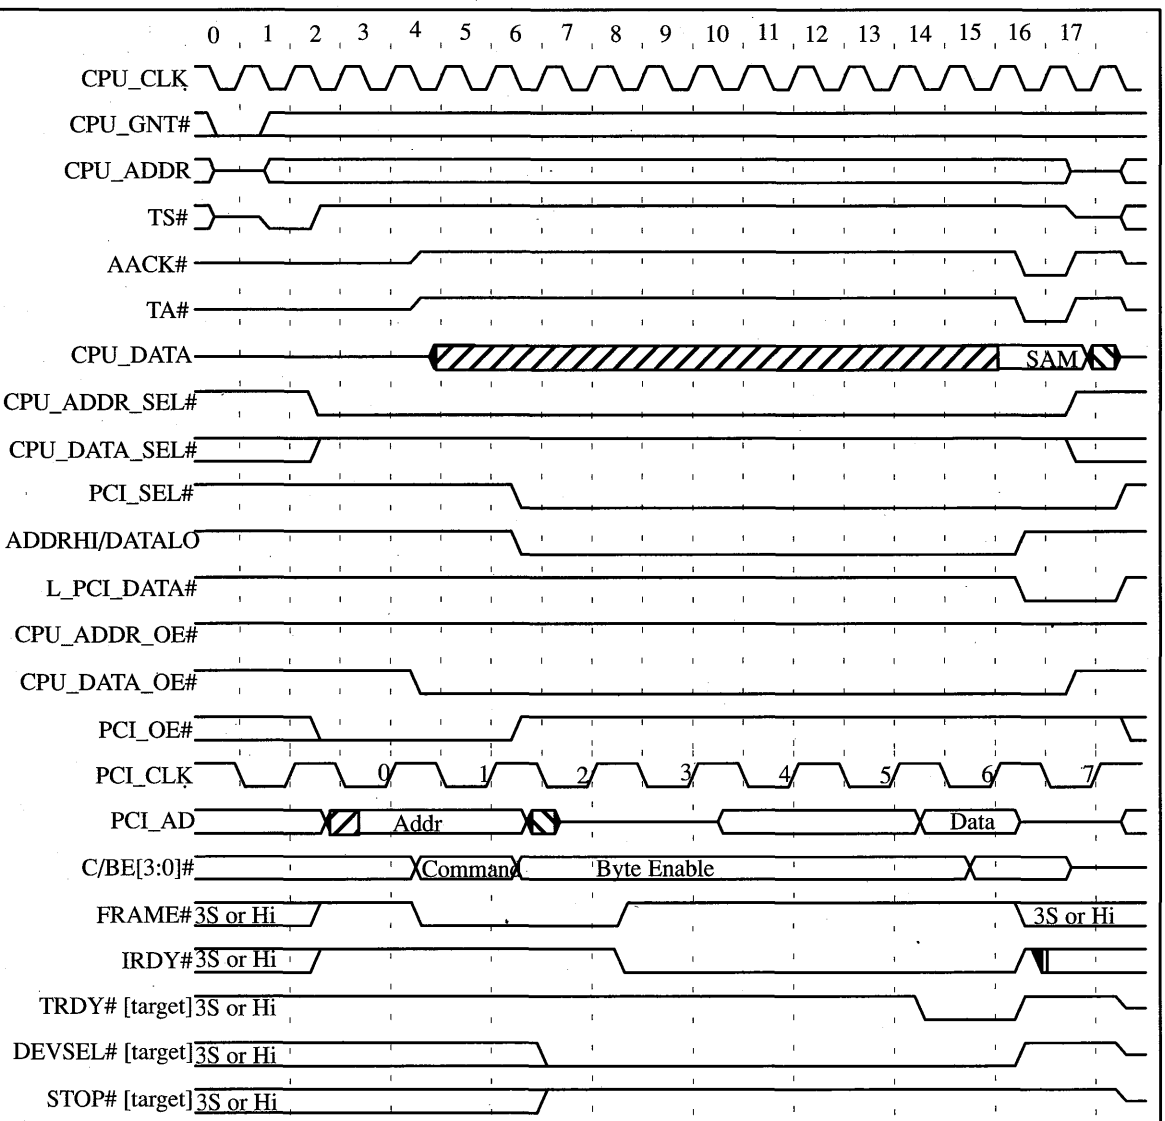 0 1 2 3 4 5 6 7 8 9 10 11 12 13 14 15 16 17
CPU_CLK
CPU_GNT#
CPU_ADDR
TS#
AACK#
TA#
CPU_DATA SAM
CPU_ADDR_SEL#
CPU_DATA_SEL#
PCI_SEL#
ADDRHI/DATALO
L_PCI_DATA#
CPU_ADDR_OE#
CPU_DATA_OE#
PCI_OE#
PCI_CLK 0 1 2 3 4 5 6 7
PCI_AD Addr Data
C/BE[3:0]# Command Byte Enable
FRAME# 3S or Hi 3S or Hi
IRDY# 3S or Hi
TRDY# [target] 3S or Hi
DEVSEL# [target] 3S or Hi
STOP# [target] 3S or Hi